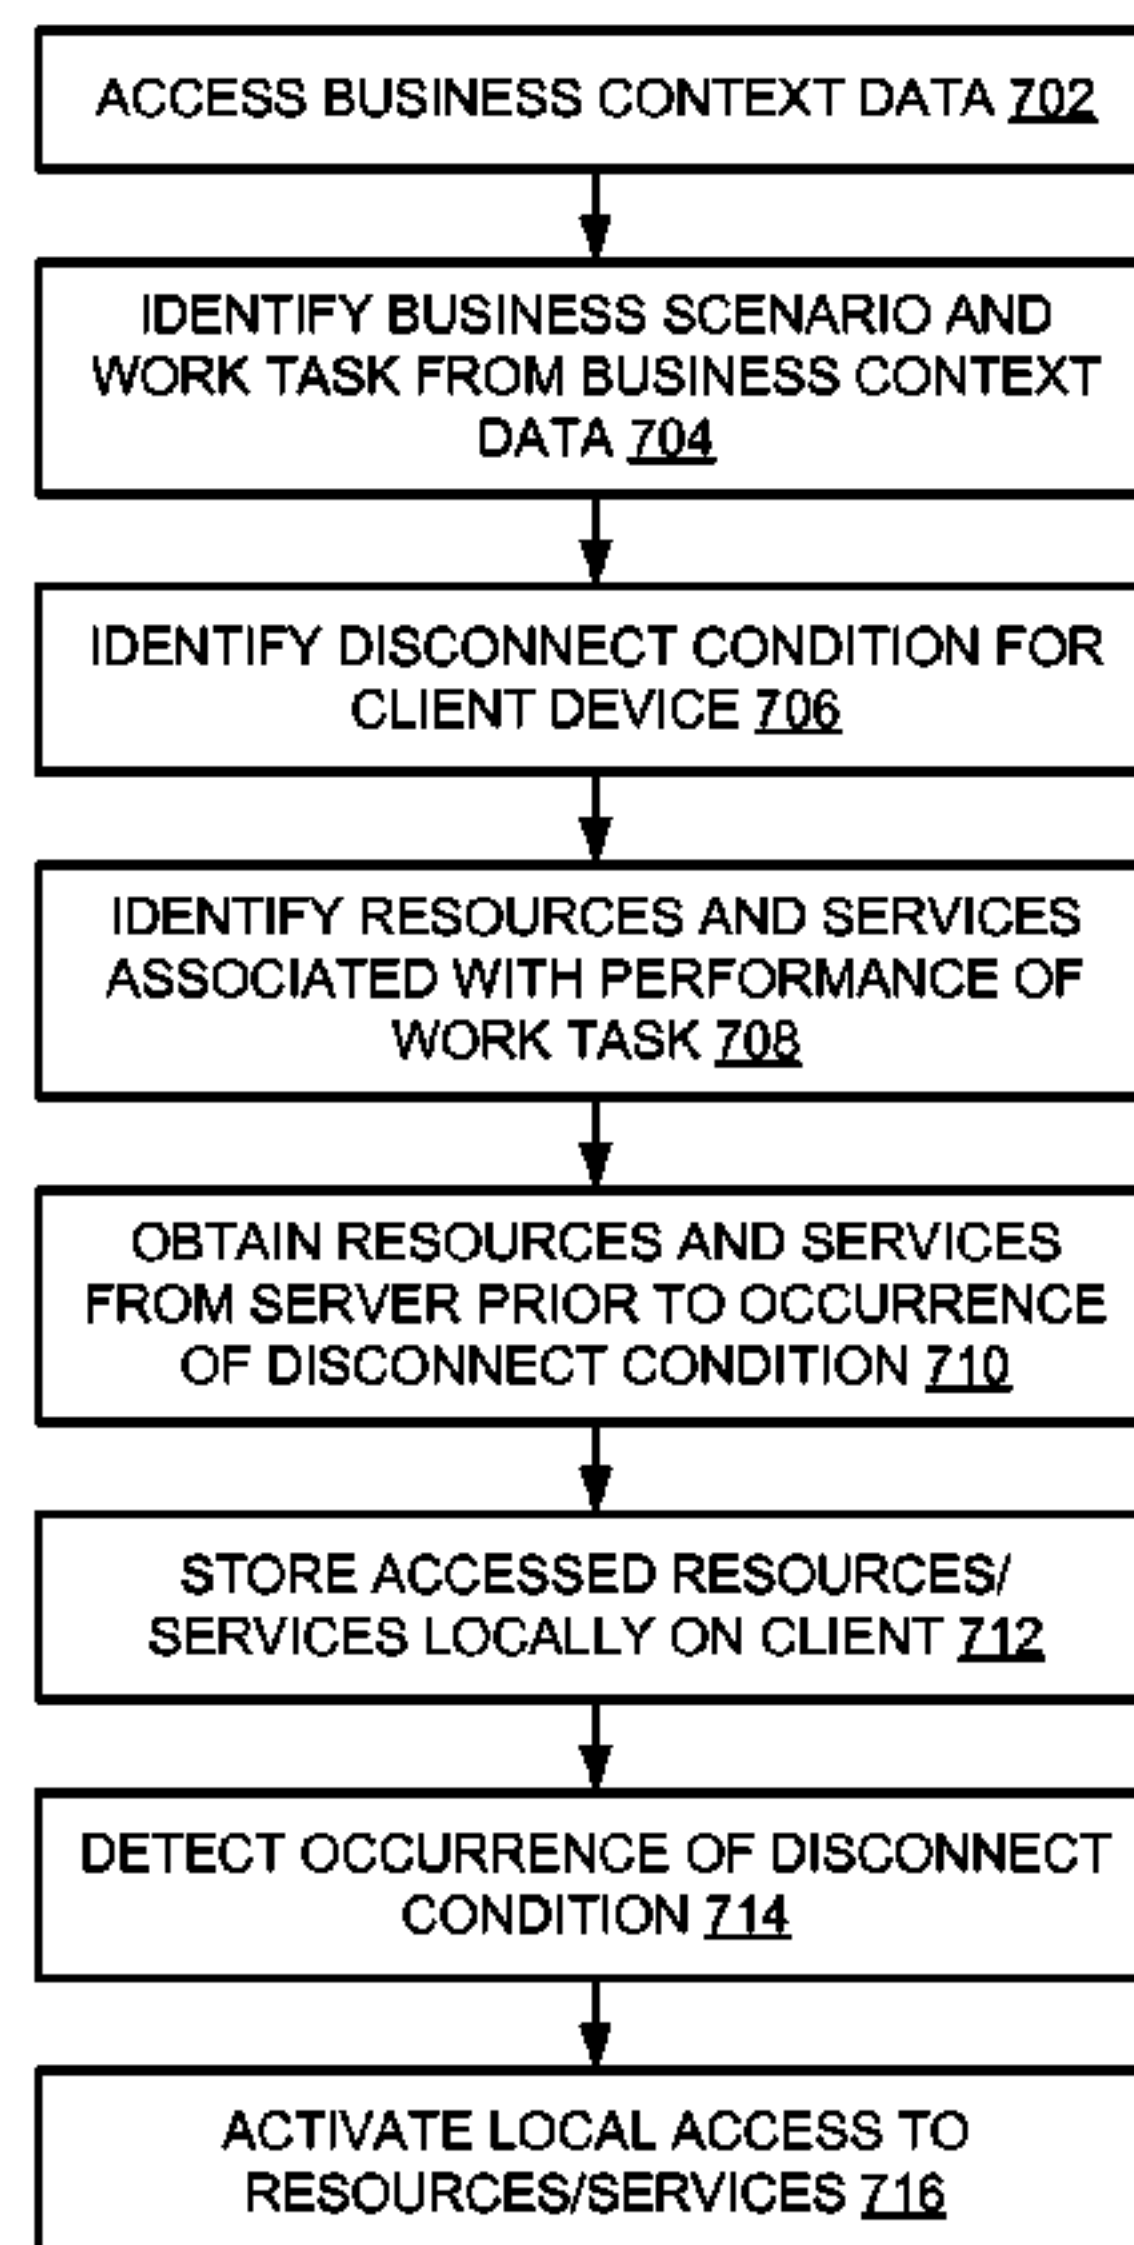 ACCESS BUSINESS CONTEXT DATA 702
IDENTIFY BUSINESS SCENARIO AND
WORK TASK FROM BUSINESS CONTEXT
DATA 704
IDENTIFY DISCONNECT CONDITION FOR
CLIENT DEVICE 706
IDENTIFY RESOURCES AND SERVICES
ASSOCIATED WITH PERFORMANCE OF
WORK TASK 708
OBTAIN RESOURCES AND SERVICES
FROM SERVER PRIOR TO OCCURRENCE
OF DISCONNECT CONDITION 710
STORE ACCESSED RESOURCES/
SERVICES LOCALLY ON CLIENT 712
DETECT OCCURRENCE OF DISCONNECT
CONDITION 714
ACTIVATE LOCAL ACCESS TO
RESOURCES/SERVICES 716